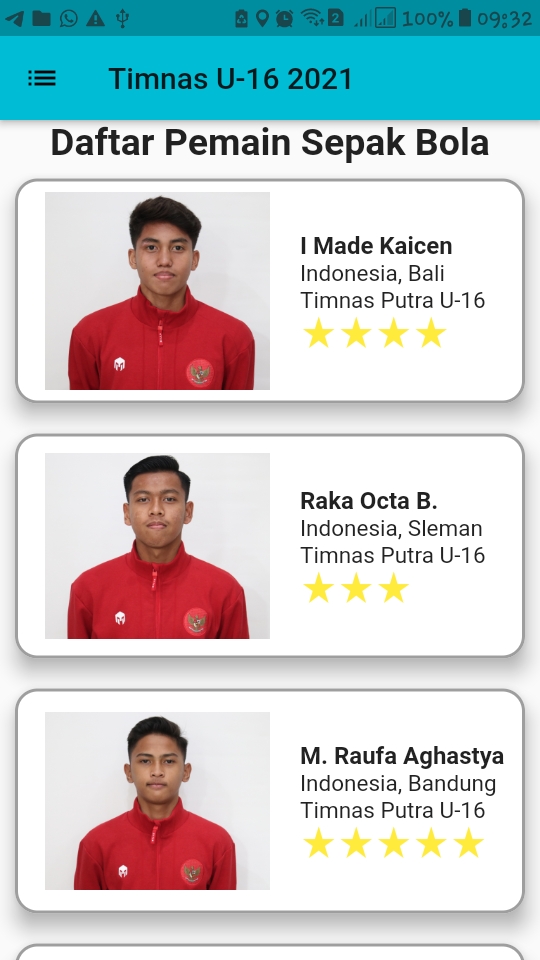 2 100% 09:32
Timnas U-16 2021
Daftar Pemain Sepak Bola
I Made Kaicen
Indonesia, Bali
Timnas Putra U-16
Raka Octa B.
Indonesia, Sleman
Timnas Putra U-16
M. Raufa Aghastya
Indonesia, Bandung
Timnas Putra U-16